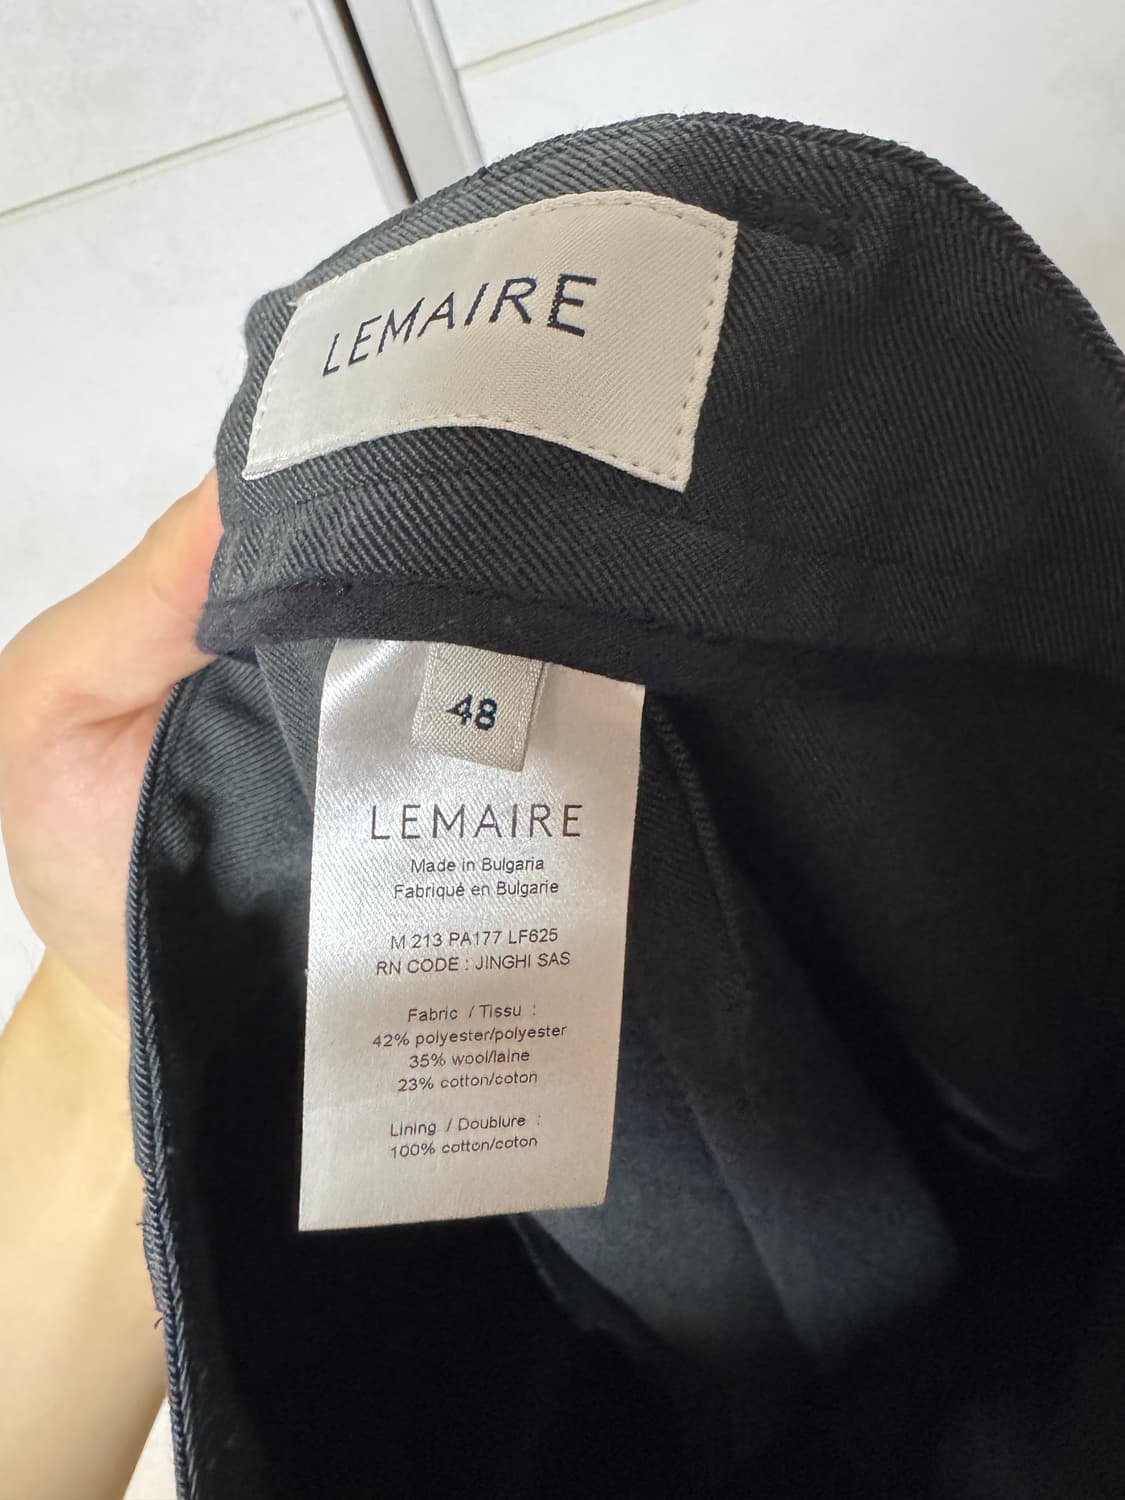 LEMAIRE
48
LEMAIRE
Made in Bulgaria
Fabriqué en Bulgarie
M 213 PA177 LF625
RN CODE : JINGHI SAS
Fabric / Tissu :
42% polyester/polyester
35% wool/laine
23% cotton/coton
Lining / Doublure :
100% cotton/coton